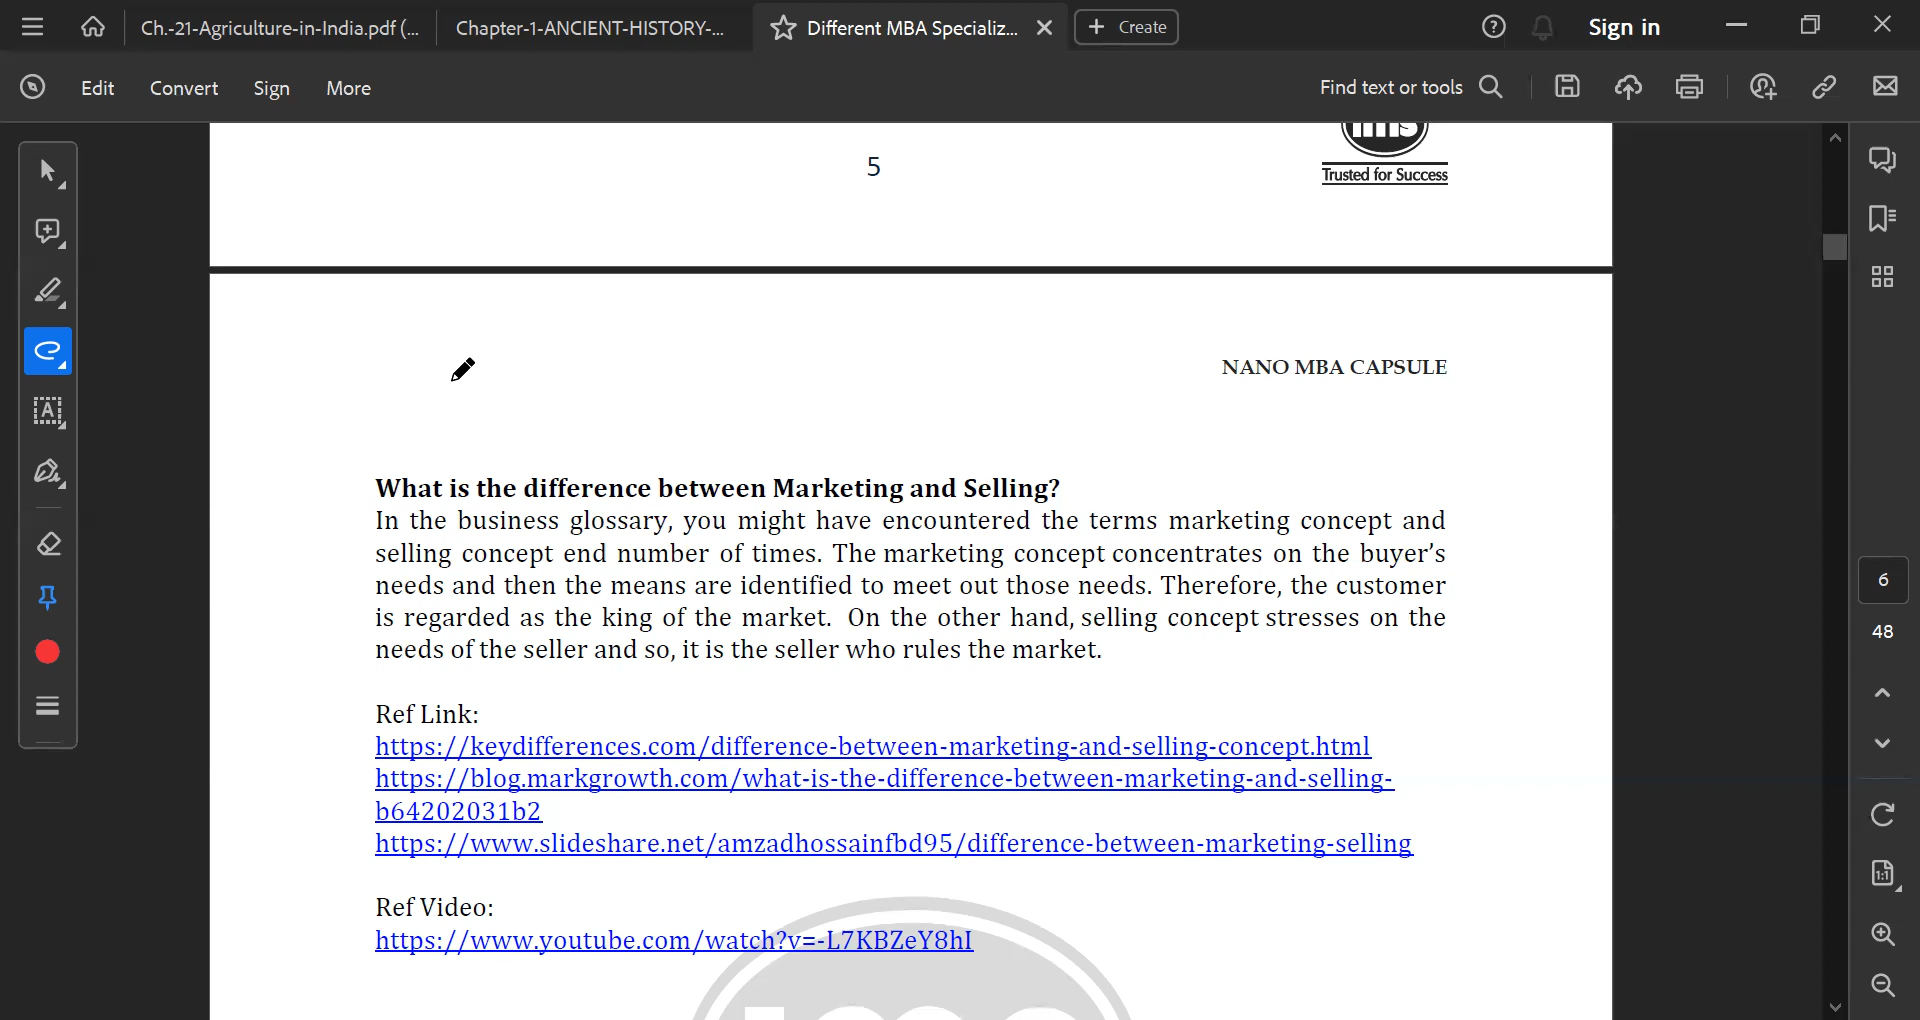 Ch.-21-Agriculture-in-India.pdf (...
Chapter-1-ANCIENT-HISTORY-...
Different MBA Specializ...
Create
Sign in
Edit
Convert
Sign
More
Find text or tools
5
Trusted for Success
NANO MBA CAPSULE
What is the difference between Marketing and Selling?
In the business glossary, you might have encountered the terms marketing concept and
selling concept end number of times. The marketing concept concentrates on the buyer’s
needs and then the means are identified to meet out those needs. Therefore, the customer
is regarded as the king of the market. On the other hand, selling concept stresses on the
needs of the seller and so, it is the seller who rules the market.
Ref Link:
https://keydifferences.com/difference-between-marketing-and-selling-concept.html
https://blog.markgrowth.com/what-is-the-difference-between-marketing-and-selling-
b64202031b2
https://www.slideshare.net/amzadhossainfbd95/difference-between-marketing-selling
Ref Video:
https://www.youtube.com/watch?v=-L7KBZeY8hI
6
48
1:1